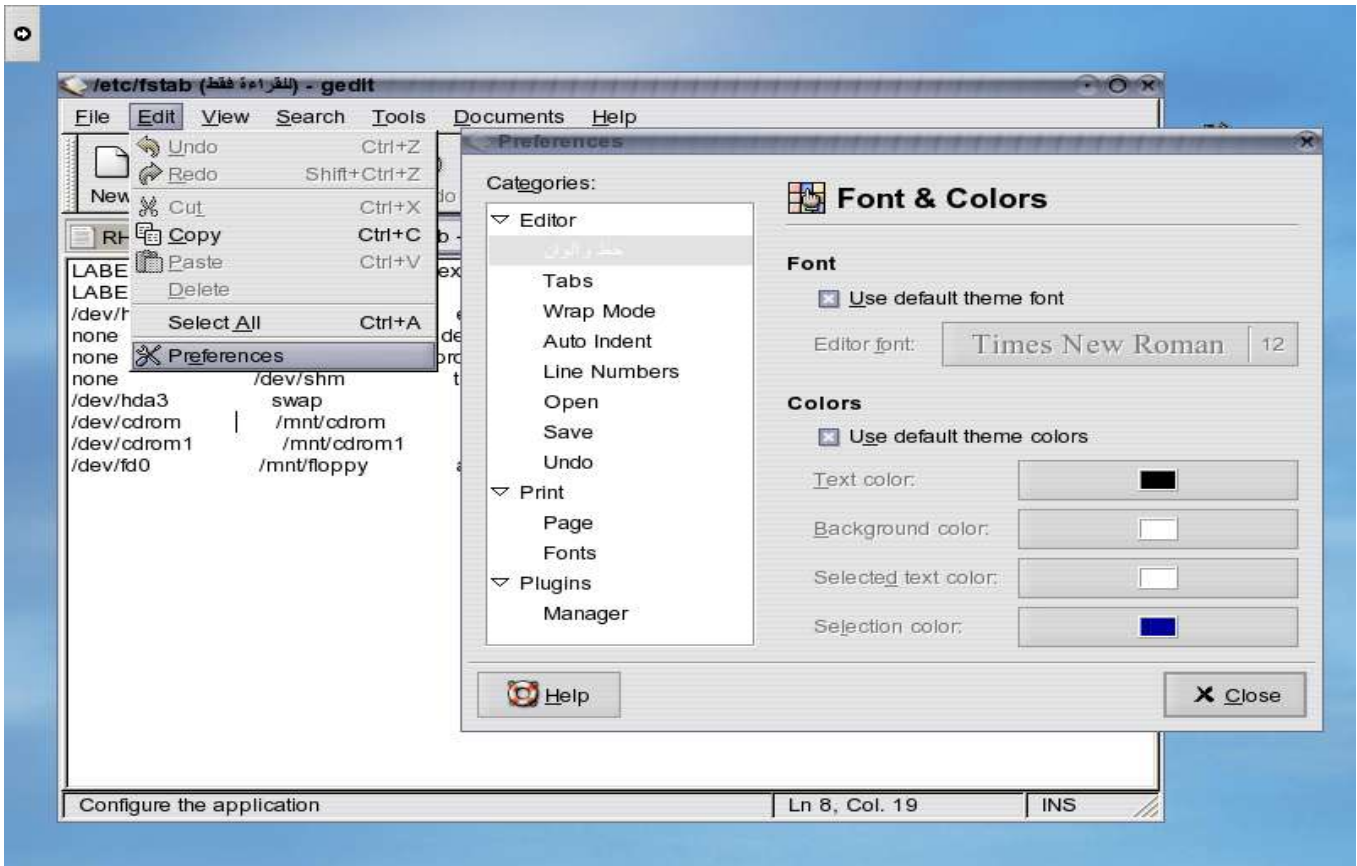 /etc/fstab (للقراءة فقط) - gedit
File Edit View Search Tools Documents Help
Undo Ctrl+Z
Redo Shift+Ctrl+Z
Cut Ctrl+X
Copy Ctrl+C
Paste Ctrl+V
Delete
Select All Ctrl+A
Preferences
New
RH
LABE
LABE
/dev/h
none
none
none /dev/shm t
/dev/hda3 swap
/dev/cdrom /mnt/cdrom
/dev/cdrom1 /mnt/cdrom1
/dev/fd0 /mnt/floppy
Configure the application Ln 8, Col. 19 INS
Preferences
Categories:
Editor
خط و الوان
Tabs
Wrap Mode
Auto Indent
Line Numbers
Open
Save
Undo
Print
Page
Fonts
Plugins
Manager
Font & Colors
Font
Use default theme font
Editor font: Times New Roman 12
Colors
Use default theme colors
Text color:
Background color:
Selected text color:
Selection color:
Help Close